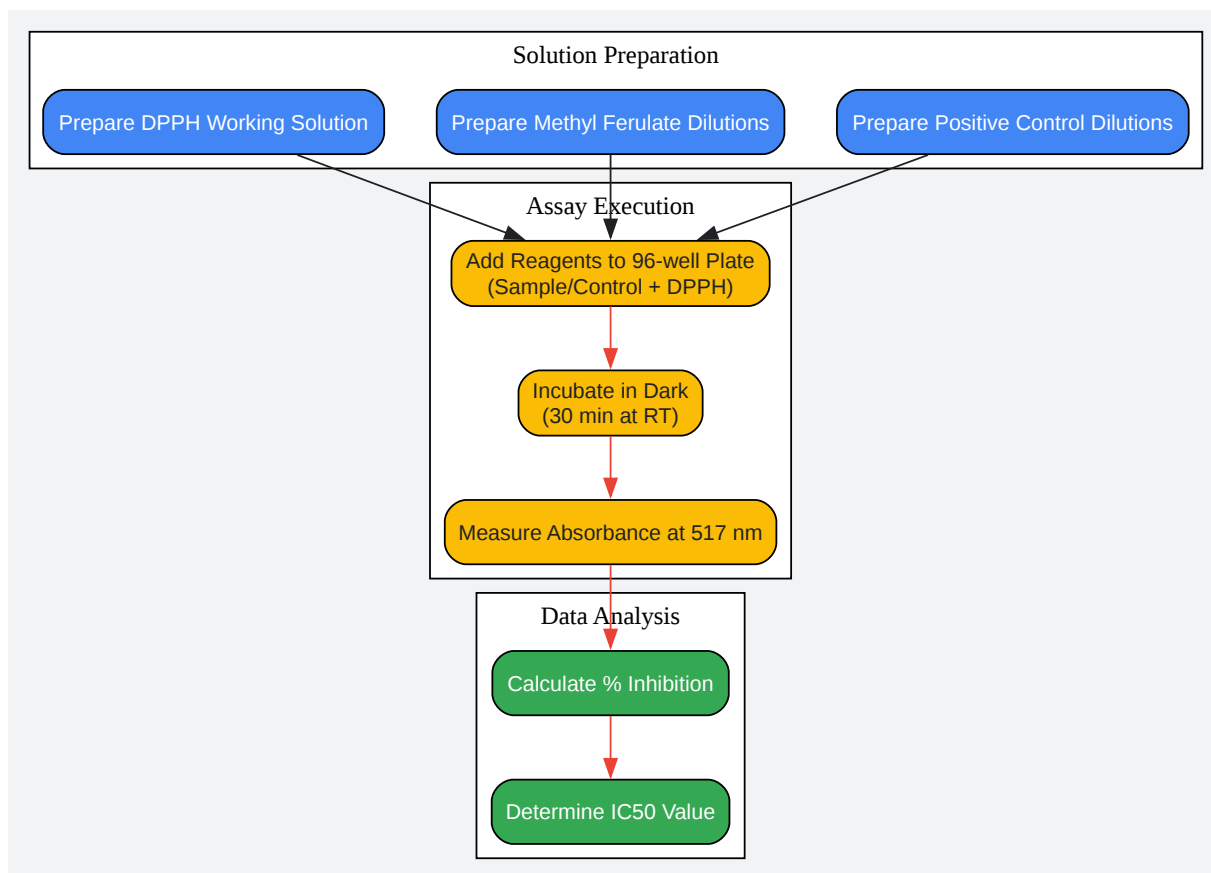 Solution Preparation
Prepare DPPH Working Solution
Prepare Methyl Ferulate Dilutions
Prepare Positive Control Dilutions
Assay Execution
Add Reagents to 96-well Plate
(Sample/Control + DPPH)
Incubate in Dark
(30 min at RT)
Measure Absorbance at 517 nm
Data Analysis
Calculate % Inhibition
Determine IC50 Value